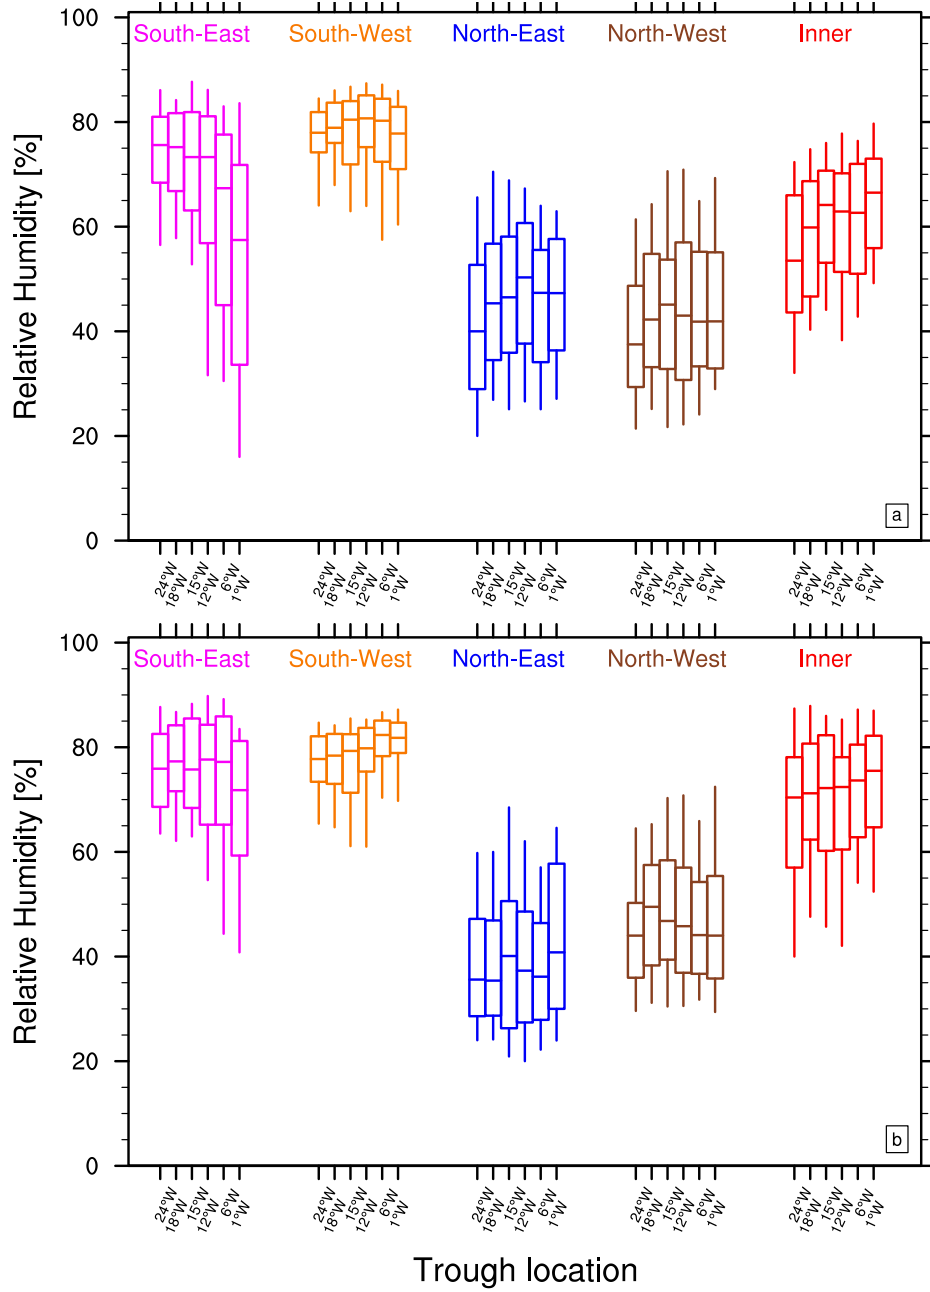 100
South-East South-West North-East North-West Inner
80
60
Relative Humidity [%]
40
20
a
0
24°W 18°W 15°W 12°W 6°W 1°W 24°W 18°W 15°W 12°W 6°W 1°W 24°W 18°W 15°W 12°W 6°W 1°W 24°W 18°W 15°W 12°W 6°W 1°W 24°W 18°W 15°W 12°W 6°W 1°W
100
South-East South-West North-East North-West Inner
80
60
Relative Humidity [%]
40
20
b
0
24°W 18°W 15°W 12°W 6°W 1°W 24°W 18°W 15°W 12°W 6°W 1°W 24°W 18°W 15°W 12°W 6°W 1°W 24°W 18°W 15°W 12°W 6°W 1°W 24°W 18°W 15°W 12°W 6°W 1°W
Trough location